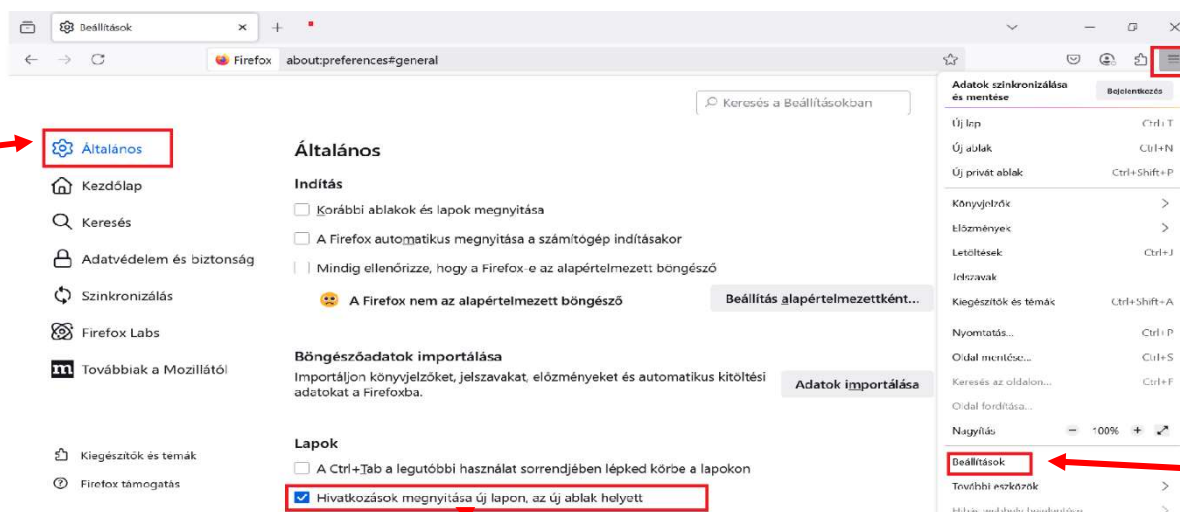 Beállítások
Firefox about:preferences#general
Keresés a Beállításokban
Általános
Kezdőlap
Keresés
Adatvédelem és biztonság
Szinkronizálás
Firefox Labs
Továbbiak a Mozillától
Kiegészítők és témák
Firefox támogatás
Általános
Indítás
Korábbi ablakok és lapok megnyitása
A Firefox automatikus megnyitása a számítógép indításakor
Mindig ellenőrizze, hogy a Firefox-e az alapértelmezett böngésző
A Firefox nem az alapértelmezett böngésző
Beállítás alapértelmezettként...
Böngészőadatok importálása
Importáljon könyvjelzőket, jelszavakat, előzményeket és automatikus kitöltési
adatokat a Firefoxba.
Adatok importálása
Lapok
A Ctrl+Tab a legutóbbi használat sorrendjében lépked körbe a lapokon
Hivatkozások megnyitása új lapon, az új ablak helyett
Adatok szinkronizálása
és mentése
Bejelentkezés
Új lap Ctrl+T
Új ablak Ctrl+N
Új privát ablak Ctrl+Shift+P
Könyvjelzők
Előzmények
Letöltések Ctrl+J
Jelszavak
Kiegészítők és témák Ctrl+Shift+A
Nyomtatás... Ctrl+P
Oldal mentése... Ctrl+S
Keresés az oldalon... Ctrl+F
Oldal fordítása...
Nagyítás − 100% +
Beállítások
További eszközök